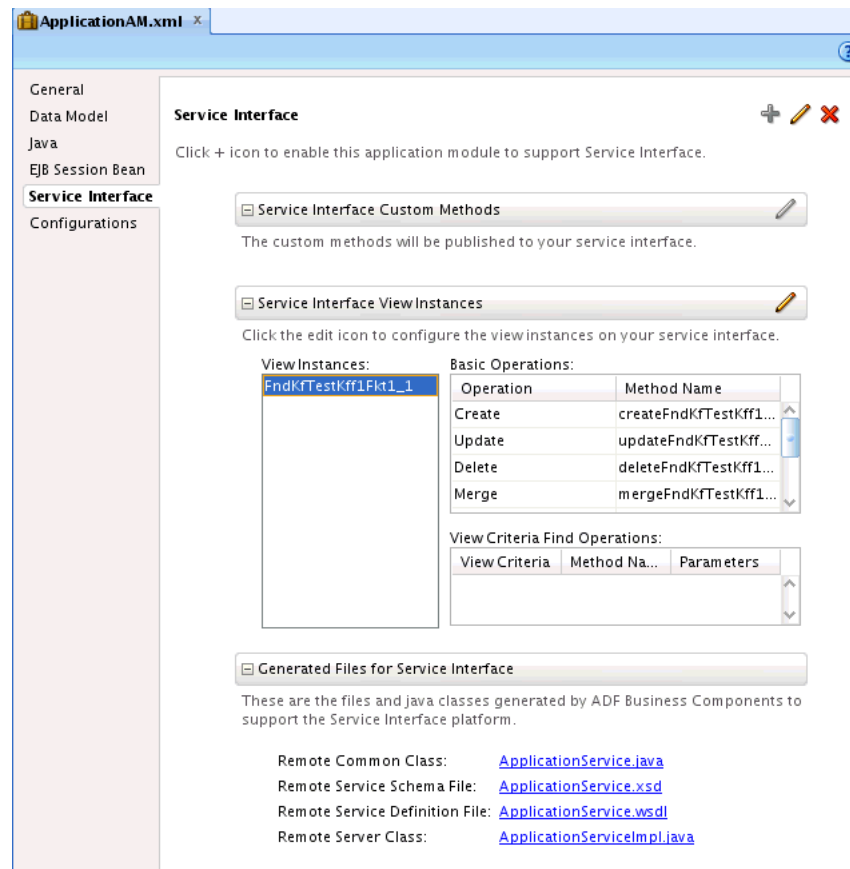 ApplicationAM.xml x
General
Data Model
Java
EJB Session Bean
Service Interface
Configurations
Service Interface
Click + icon to enable this application module to support Service Interface.
Service Interface Custom Methods
The custom methods will be published to your service interface.
Service Interface View Instances
Click the edit icon to configure the view instances on your service interface.
View Instances:
FndKfTestKff1Fkt1_1
Basic Operations:
Operation Method Name
Create createFndKfTestKff1...
Update updateFndKfTestKff...
Delete deleteFndKfTestKff1...
Merge mergeFndKfTestKff1...
View Criteria Find Operations:
View Criteria Method Na... Parameters
Generated Files for Service Interface
These are the files and java classes generated by ADF Business Components to
support the Service Interface platform.
Remote Common Class: ApplicationService.java
Remote Service Schema File: ApplicationService.xsd
Remote Service Definition File: ApplicationService.wsdl
Remote Server Class: ApplicationServiceImpl.java